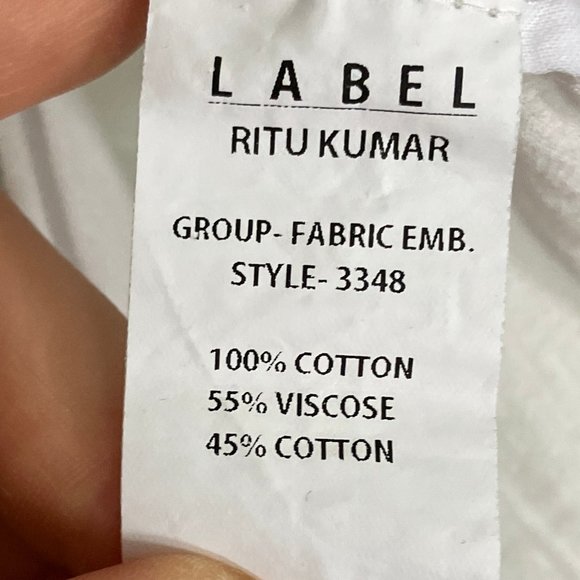 LABEL
RITU KUMAR
GROUP- FABRIC EMB.
STYLE- 3348
100% COTTON
55% VISCOSE
45% COTTON